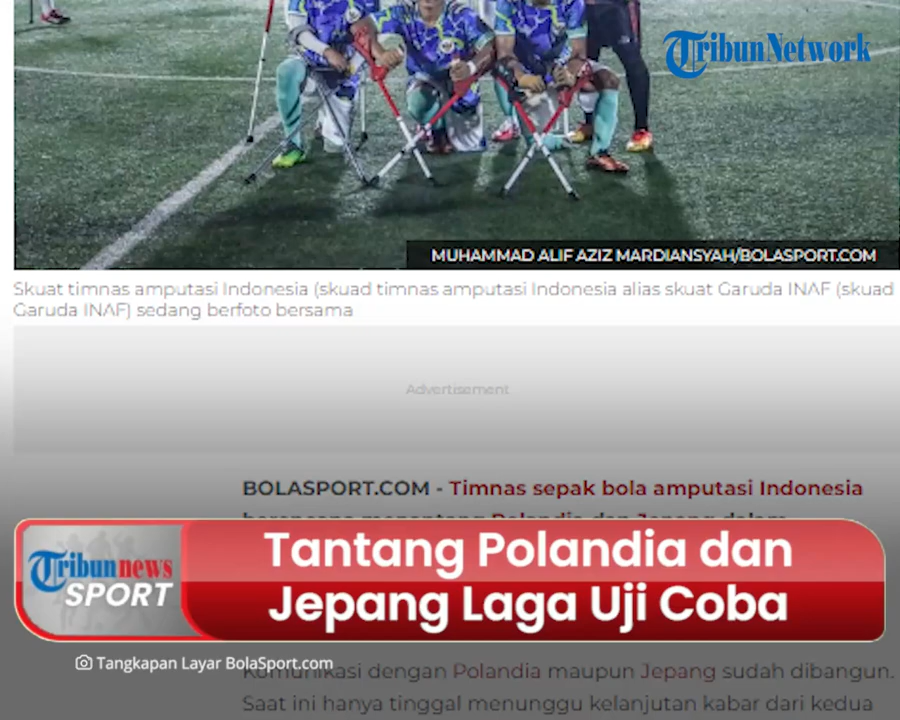 TribunNetwork
MUHAMMAD ALIF AZIZ MARDIANSYAH/BOLASPORT.COM
Skuat timnas amputasi Indonesia (skuad timnas amputasi Indonesia alias skuat Garuda INAF (skuad
Garuda INAF) sedang berfoto bersama
Advertisement
BOLASPORT.COM - Timnas sepak bola amputasi Indonesia
Tribunnews
SPORT
Tantang Polandia dan
Jepang Laga Uji Coba
Tangkapan Layar BolaSport.com
Komunikasi dengan Polandia maupun Jepang sudah dibangun.
Saat ini hanya tinggal menunggu kelanjutan kabar dari kedua